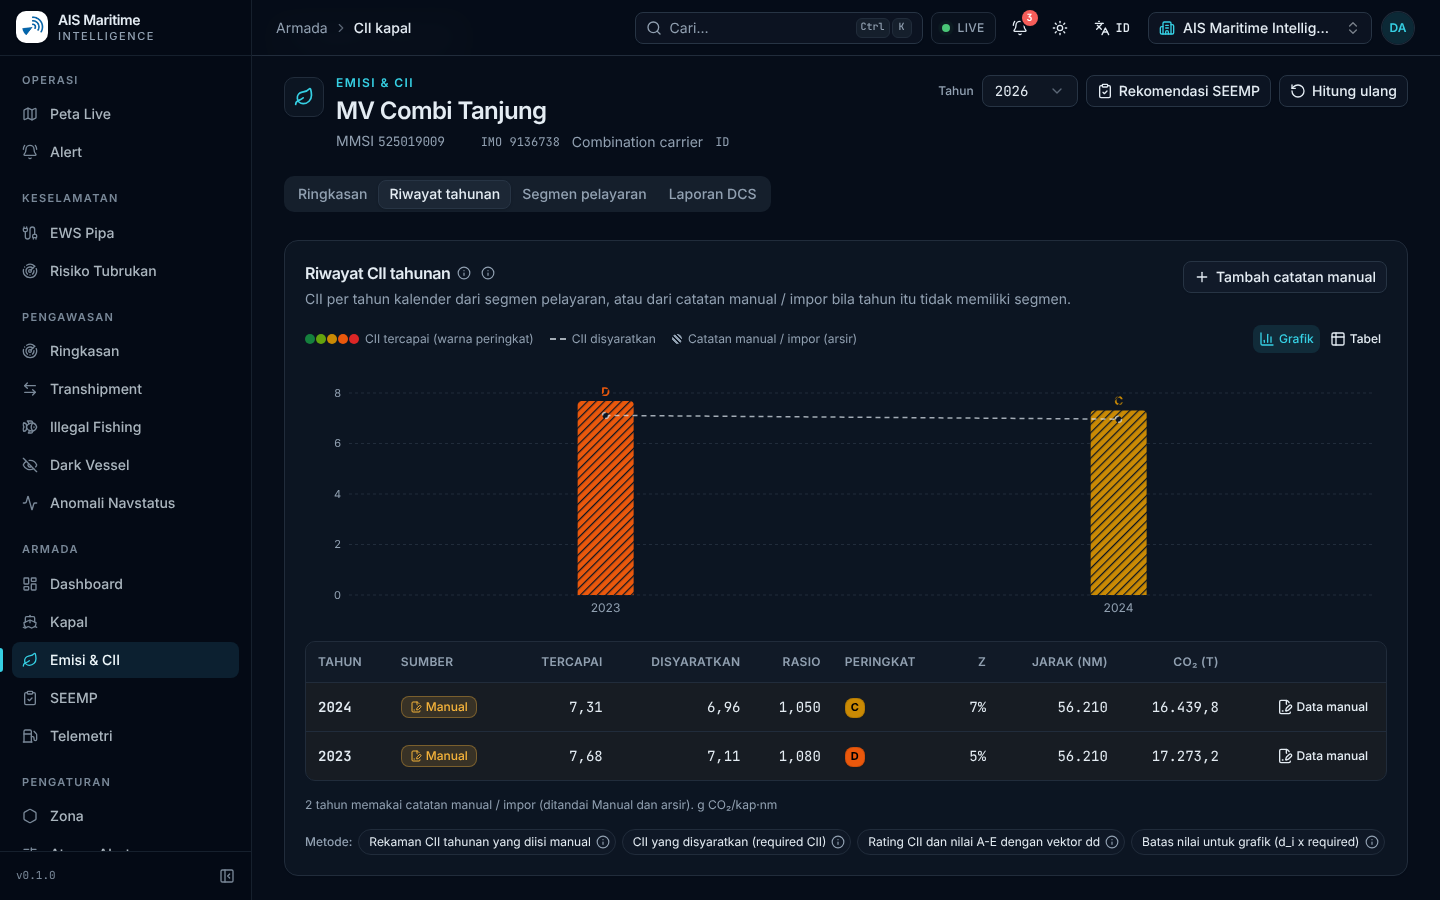 AIS Maritime
INTELLIGENCE
Armada > CII kapal
Cari...
Ctrl K
LIVE
3
ID
AIS Maritime Intellig...
DA
OPERASI
Peta Live
Alert
KESELAMATAN
EWS Pipa
Risiko Tubrukan
PENGAWASAN
Ringkasan
Transhipment
Illegal Fishing
Dark Vessel
Anomali Navstatus
ARMADA
Dashboard
Kapal
Emisi & CII
SEEMP
Telemetri
PENGATURAN
Zona
v0.1.0
EMISI & CII
MV Combi Tanjung
MMSI 525019009 IMO 9136738 Combination carrier ID
Tahun 2026
Rekomendasi SEEMP
Hitung ulang
Ringkasan Riwayat tahunan Segmen pelayaran Laporan DCS
Riwayat CII tahunan
CII per tahun kalender dari segmen pelayaran, atau dari catatan manual / impor bila tahun itu tidak memiliki segmen.
Tambah catatan manual
CII tercapai (warna peringkat) CII disyaratkan Catatan manual / impor (arsir)
Grafik Tabel
8
6
4
2
0
D
C
2023 2024
TAHUN SUMBER TERCAPAI DISYARATKAN RASIO PERINGKAT Z JARAK (NM) CO₂ (T)
2024 Manual 7,31 6,96 1,050 C 7% 56.210 16.439,8 Data manual
2023 Manual 7,68 7,11 1,080 D 5% 56.210 17.273,2 Data manual
2 tahun memakai catatan manual / impor (ditandai Manual dan arsir). g CO₂/kap·nm
Metode: Rekaman CII tahunan yang diisi manual CII yang disyaratkan (required CII) Rating CII dan nilai A-E dengan vektor dd Batas nilai untuk grafik (d_i x required)